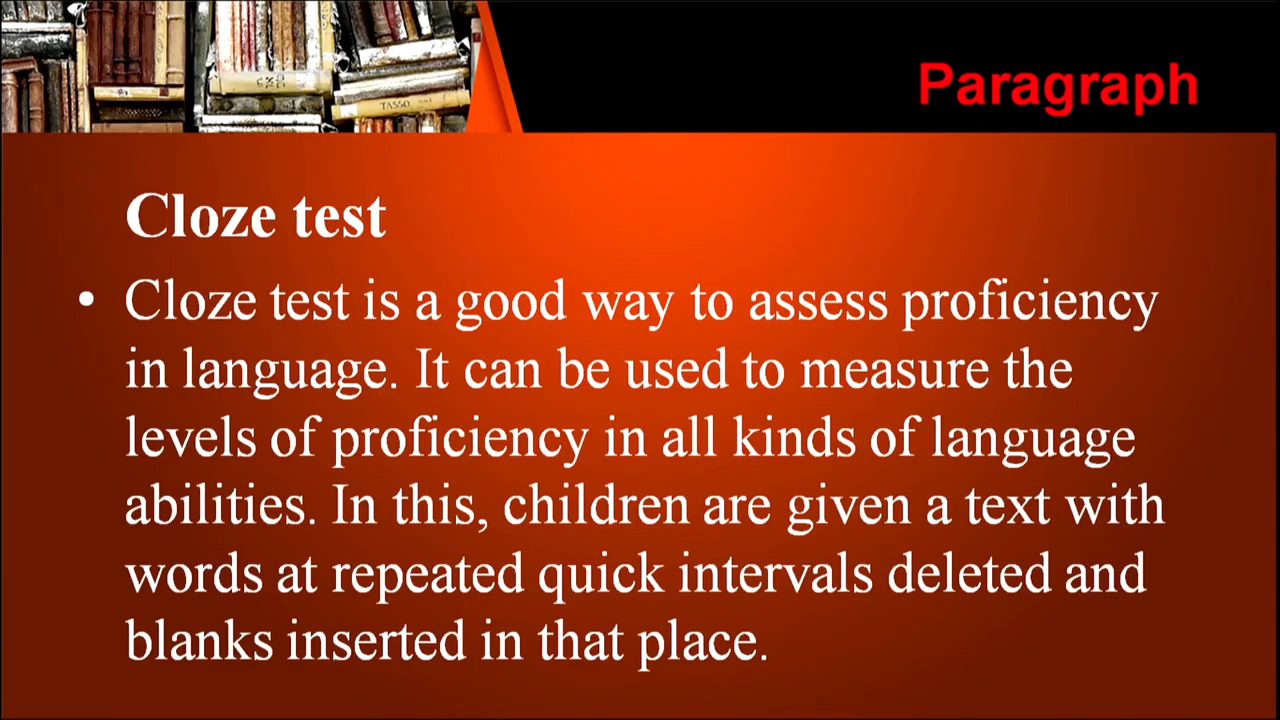 Paragraph
TASSO
Cloze test
• Cloze test is a good way to assess proficiency
in language. It can be used to measure the
levels of proficiency in all kinds of language
abilities. In this, children are given a text with
words at repeated quick intervals deleted and
blanks inserted in that place.